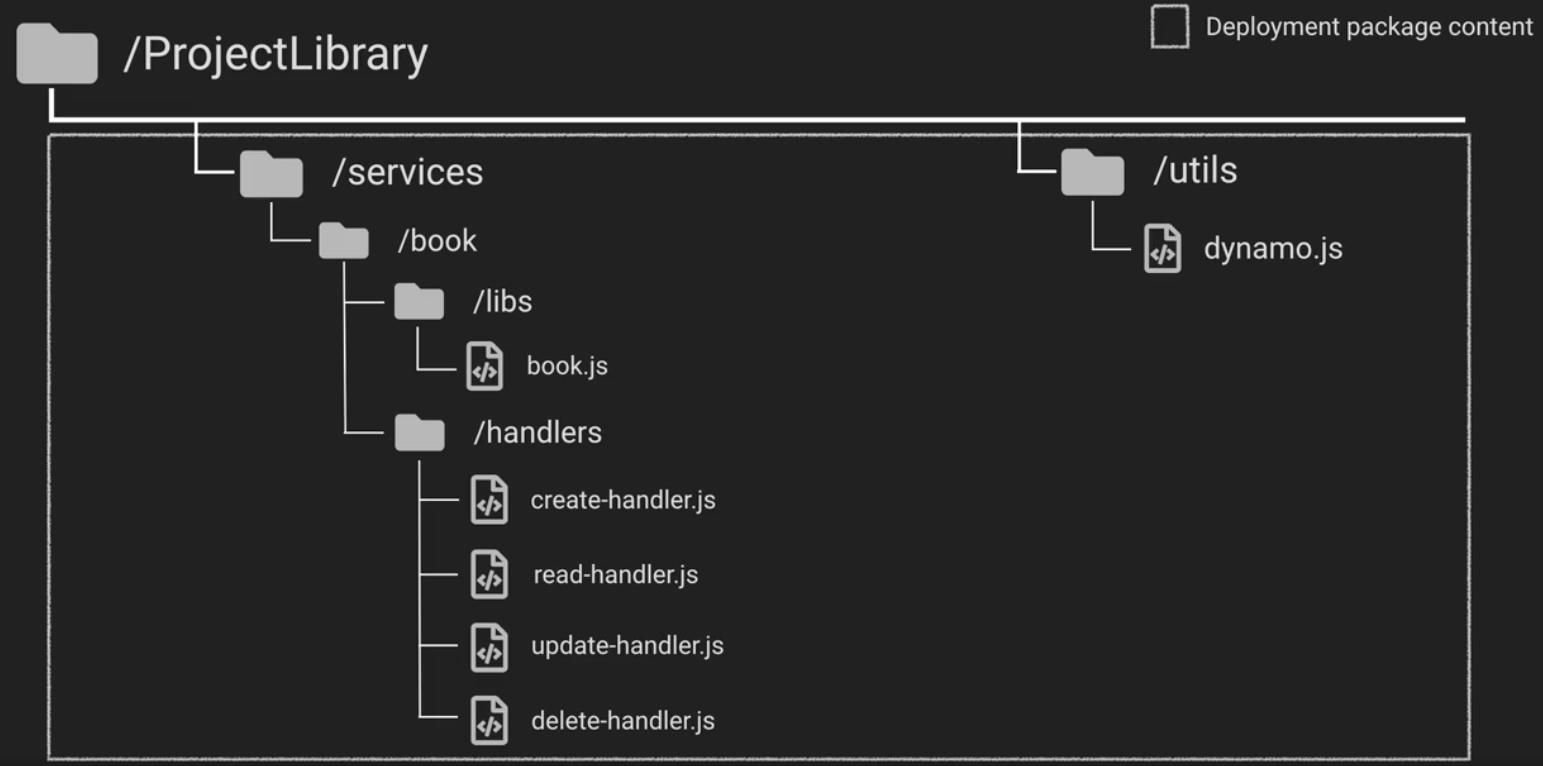 /ProjectLibrary
Deployment package content
/services
/book
/libs
book.js
/handlers
create-handler.js
read-handler.js
update-handler.js
delete-handler.js
/utils
dynamo.js